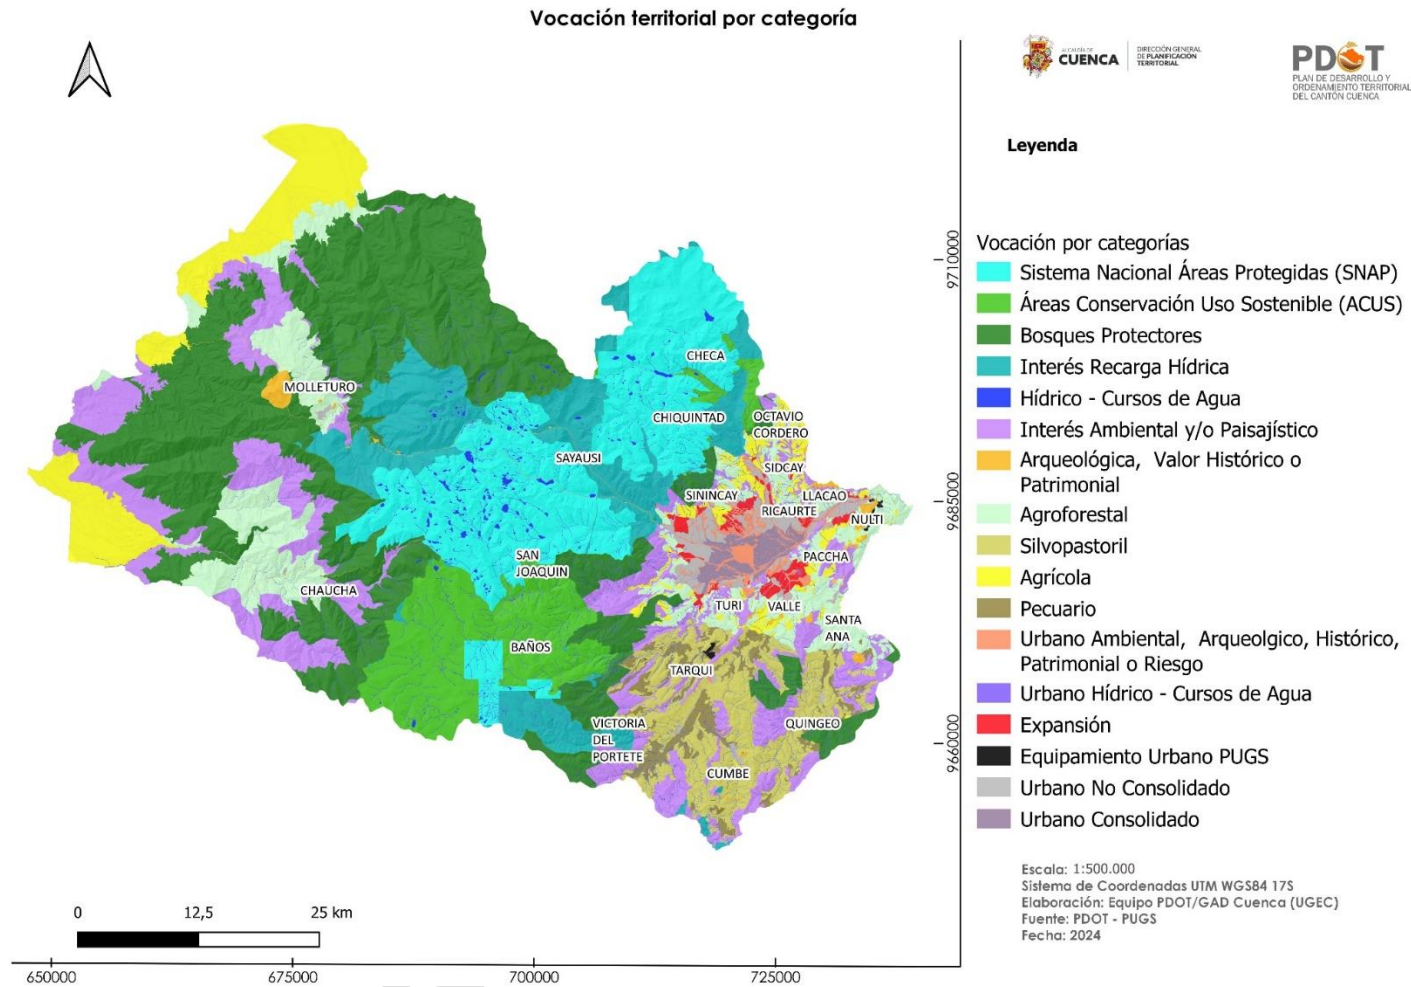 Vocación territorial por categoría
ALCALDÍA DE
CUENCA
DIRECCIÓN GENERAL
DE PLANIFICACIÓN
TERRITORIAL
PDOT
PLAN DE DESARROLLO Y
ORDENAMIENTO TERRITORIAL
DEL CANTÓN CUENCA
Leyenda
Vocación por categorías
Sistema Nacional Áreas Protegidas (SNAP)
Áreas Conservación Uso Sostenible (ACUS)
Bosques Protectores
Interés Recarga Hídrica
Hídrico - Cursos de Agua
Interés Ambiental y/o Paisajístico
Arqueológica, Valor Histórico o
Patrimonial
Agroforestal
Silvopastoril
Agrícola
Pecuario
Urbano Ambiental, Arqueolgico, Histórico,
Patrimonial o Riesgo
Urbano Hídrico - Cursos de Agua
Expansión
Equipamiento Urbano PUGS
Urbano No Consolidado
Urbano Consolidado
Escala: 1:500.000
Sistema de Coordenadas UTM WGS84 17S
Elaboración: Equipo PDOT/GAD Cuenca (UGEC)
Fuente: PDOT - PUGS
Fecha: 2024
CHECA
MOLLETURO
CHIQUINTAD
OCTAVIO
CORDERO
SAYAUSI
SIDCAY
SININCAY
LLACAO
RICAURTE
NULTI
SAN
JOAQUIN
PACCHA
CHAUCHA
TURI
VALLE
SANTA
ANA
BAÑOS
TARQUI
VICTORIA
DEL
PORTETE
QUINGEO
CUMBE
9710000
9685000
9660000
0 12,5 25 km
650000 675000 700000 725000